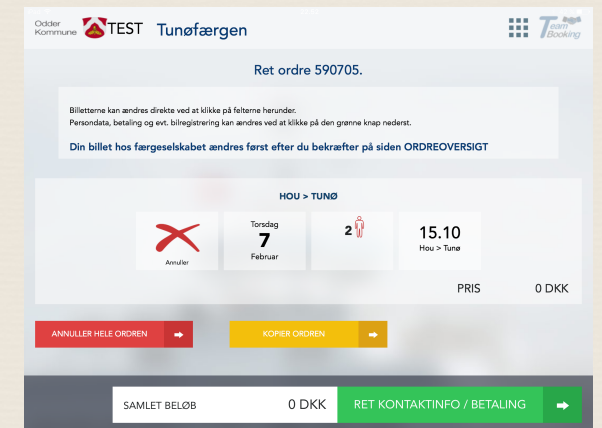 Odder
Kommune
TEST
Tunøfærgen
Team
Booking
Ret ordre 590705.
Billetterne kan ændres direkte ved at klikke på felterne herunder.
Persondata, betaling og evt. bilregistrering kan ændres ved at klikke på den grønne knap nederst.
Din billet hos færgeselskabet ændres først efter du bekræfter på siden ORDREOVERSIGT
HOU > TUNØ
Annuller
Torsdag
7
Februar
2
15.10
Hou > Tunø
PRIS 0 DKK
ANNULLER HELE ORDREN
KOPIER ORDREN
SAMLET BELØB 0 DKK
RET KONTAKTINFO / BETALING